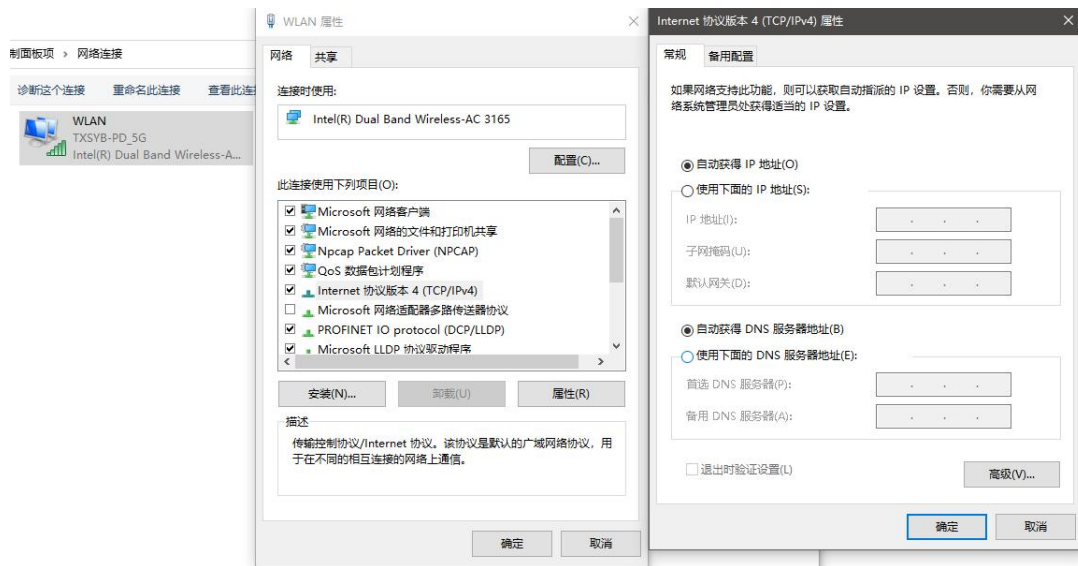 制面板项 › 网络连接
诊断这个连接 重命名此连接 查看此连
WLAN
TXSYB-PD_5G
Intel(R) Dual Band Wireless-A...
WLAN 属性
网络 共享
连接时使用:
Intel(R) Dual Band Wireless-AC 3165
配置(C)...
此连接使用下列项目(O):
Microsoft 网络客户端
Microsoft 网络的文件和打印机共享
Npcap Packet Driver (NPCAP)
QoS 数据包计划程序
Internet 协议版本 4 (TCP/IPv4)
Microsoft 网络适配器多路传送器协议
PROFINET IO protocol (DCP/LLDP)
Microsoft LLDP 协议驱动程序
安装(N)... 卸载(U) 属性(R)
描述
传输控制协议/Internet 协议。该协议是默认的广域网络协议，用
于在不同的相互连接的网络上通信。
确定 取消
Internet 协议版本 4 (TCP/IPv4) 属性
常规 备用配置
如果网络支持此功能，则可以获取自动指派的 IP 设置。否则，你需要从网
络系统管理员处获得适当的 IP 设置。
自动获得 IP 地址(O)
使用下面的 IP 地址(S):
IP 地址(I):
子网掩码(U):
默认网关(D):
自动获得 DNS 服务器地址(B)
使用下面的 DNS 服务器地址(E):
首选 DNS 服务器(P):
备用 DNS 服务器(A):
退出时验证设置(L)
高级(V)...
确定 取消